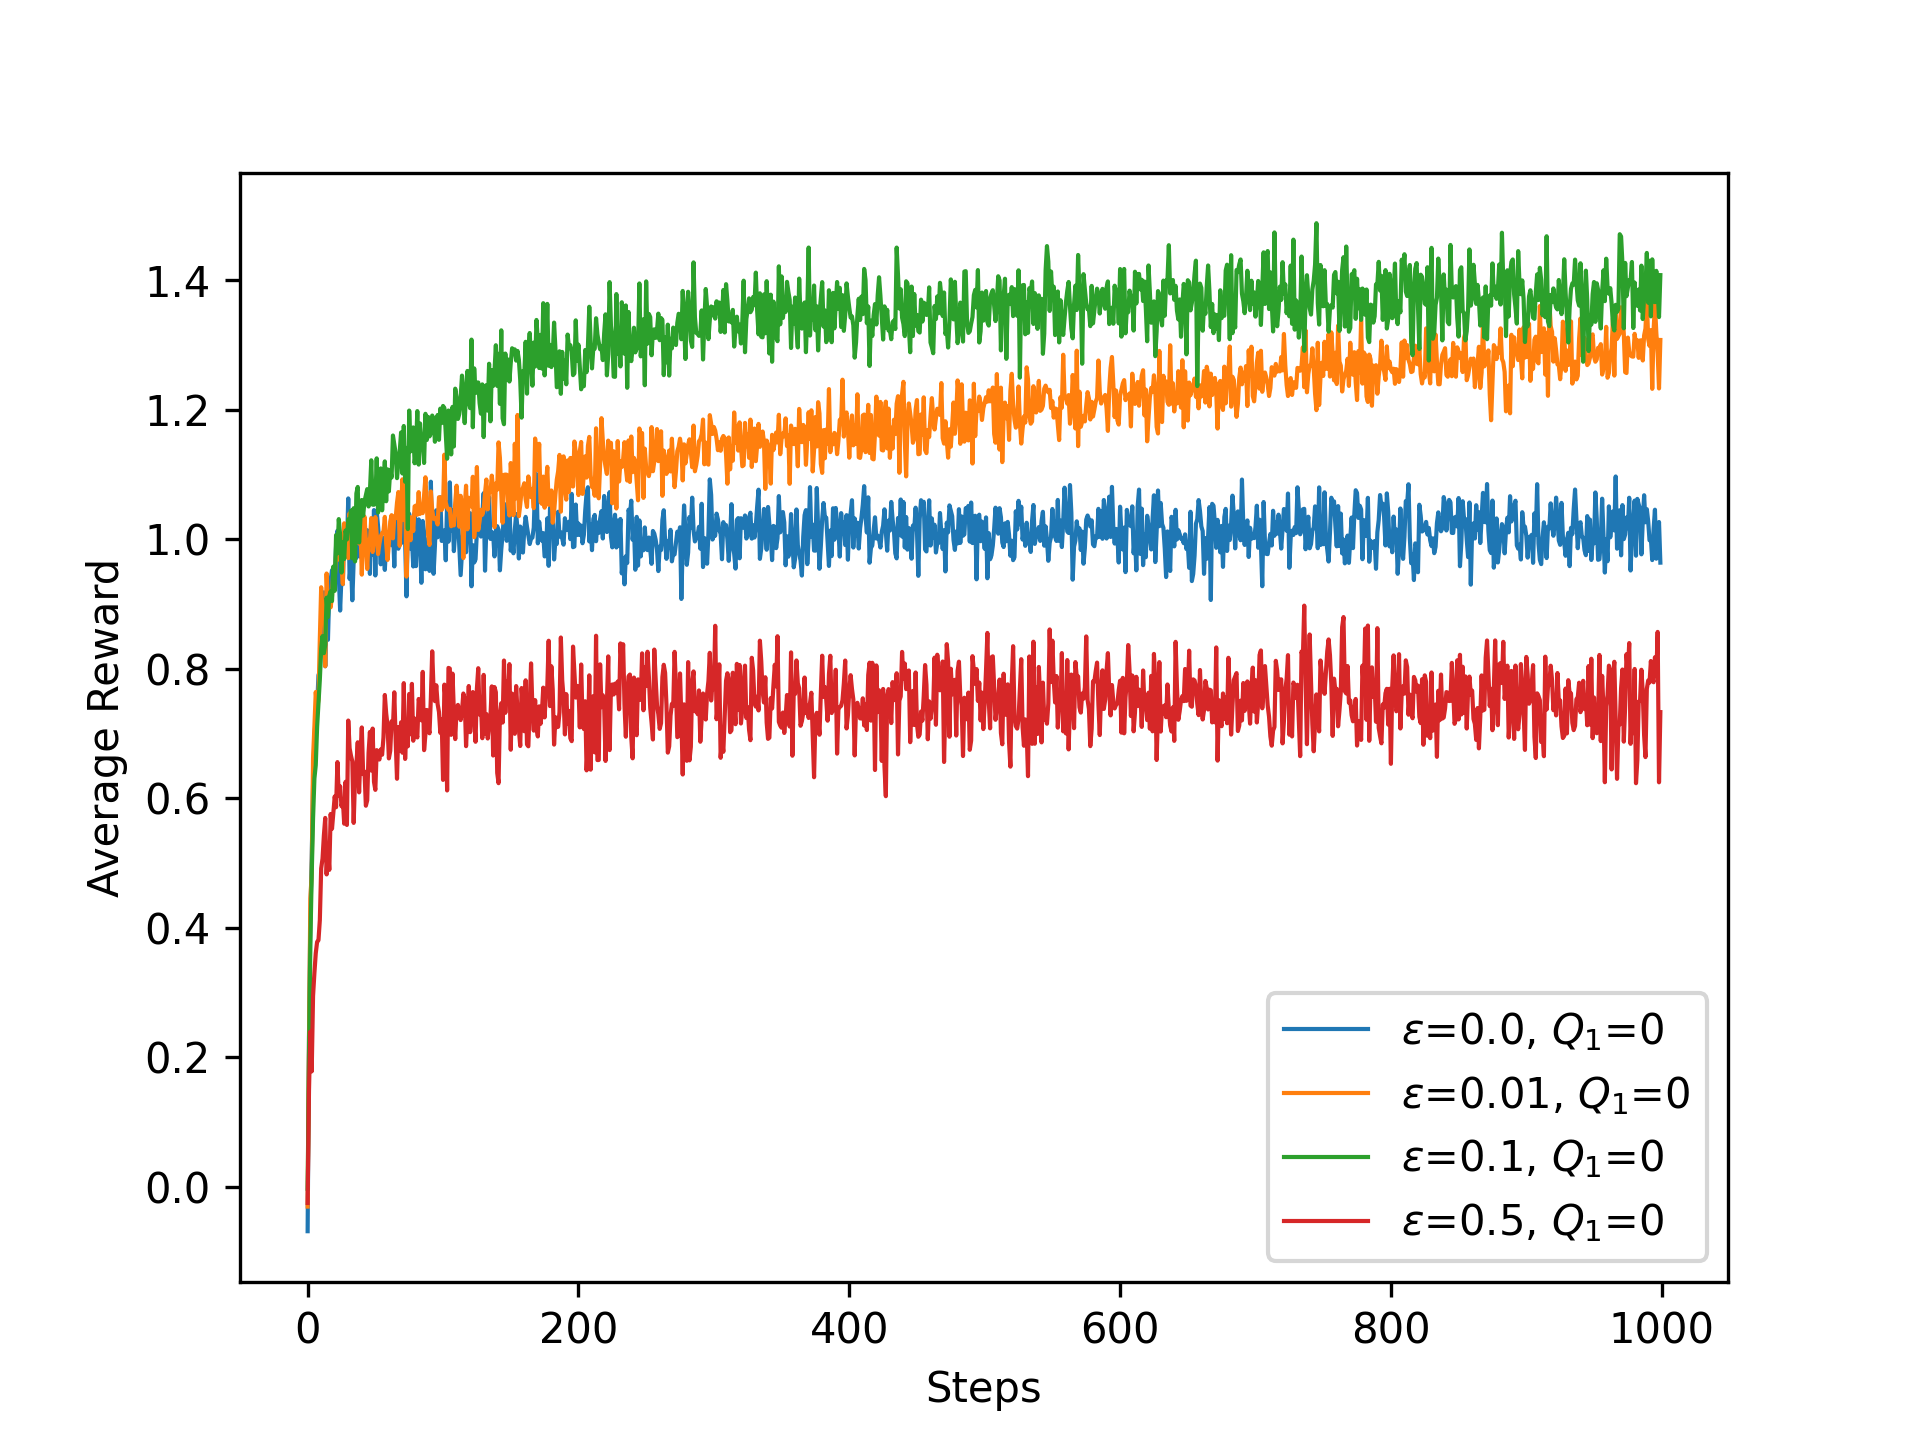 Average Reward
1.4
1.2
1.0
0.8
0.6
0.4
0.2
0.0
0 200 400 600 800 1000
Steps
ε=0.0, Q₁=0
ε=0.01, Q₁=0
ε=0.1, Q₁=0
ε=0.5, Q₁=0